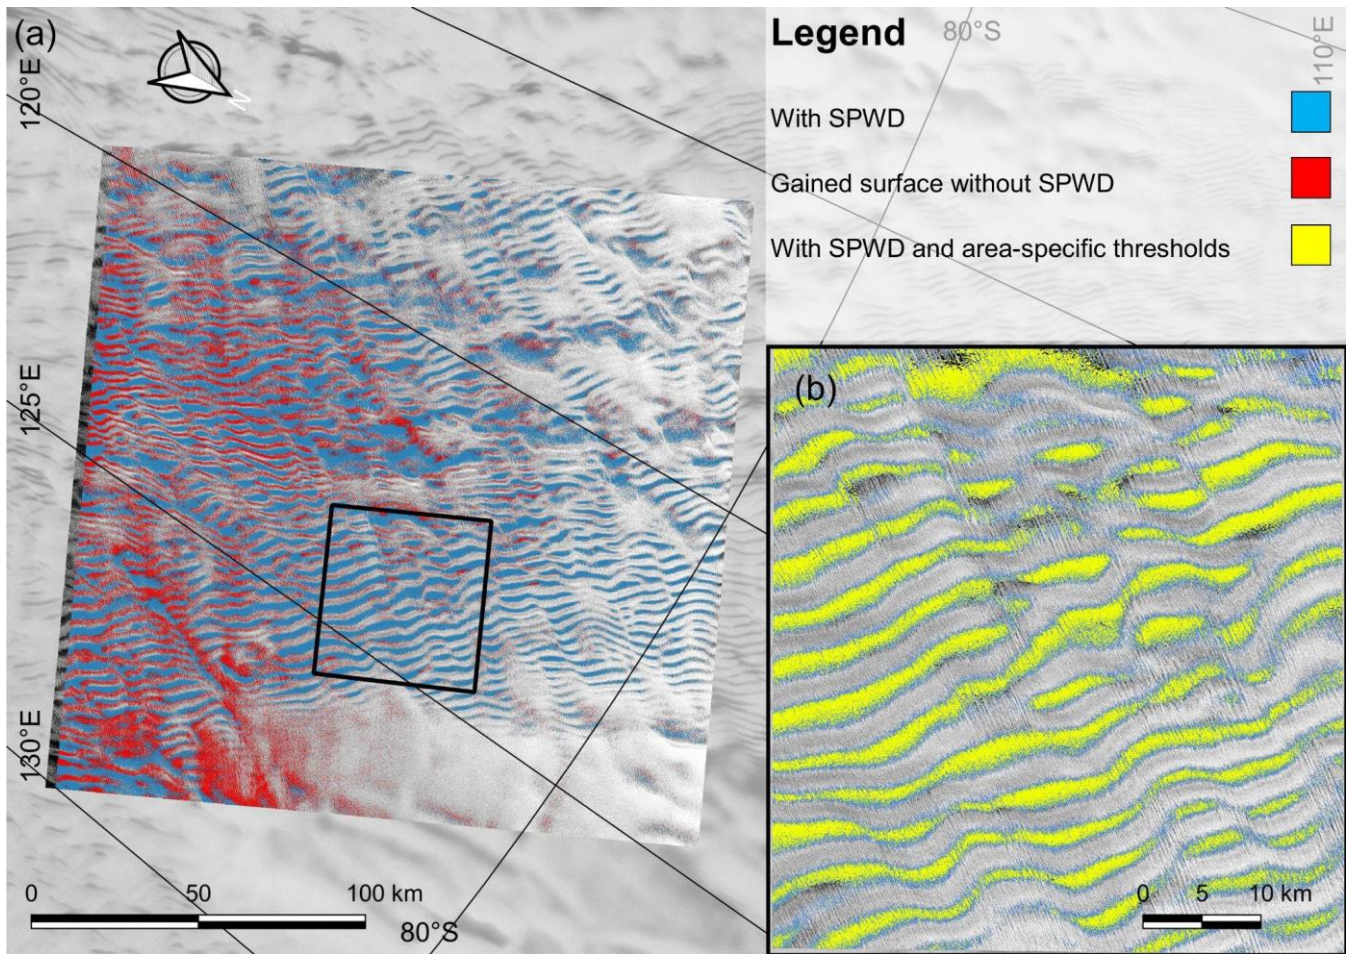 (a)
N
120°E
125°E
130°E
0 50 100 km
80°S
Legend
80°S
110°E
With SPWD
Gained surface without SPWD
With SPWD and area-specific thresholds
(b)
0 5 10 km